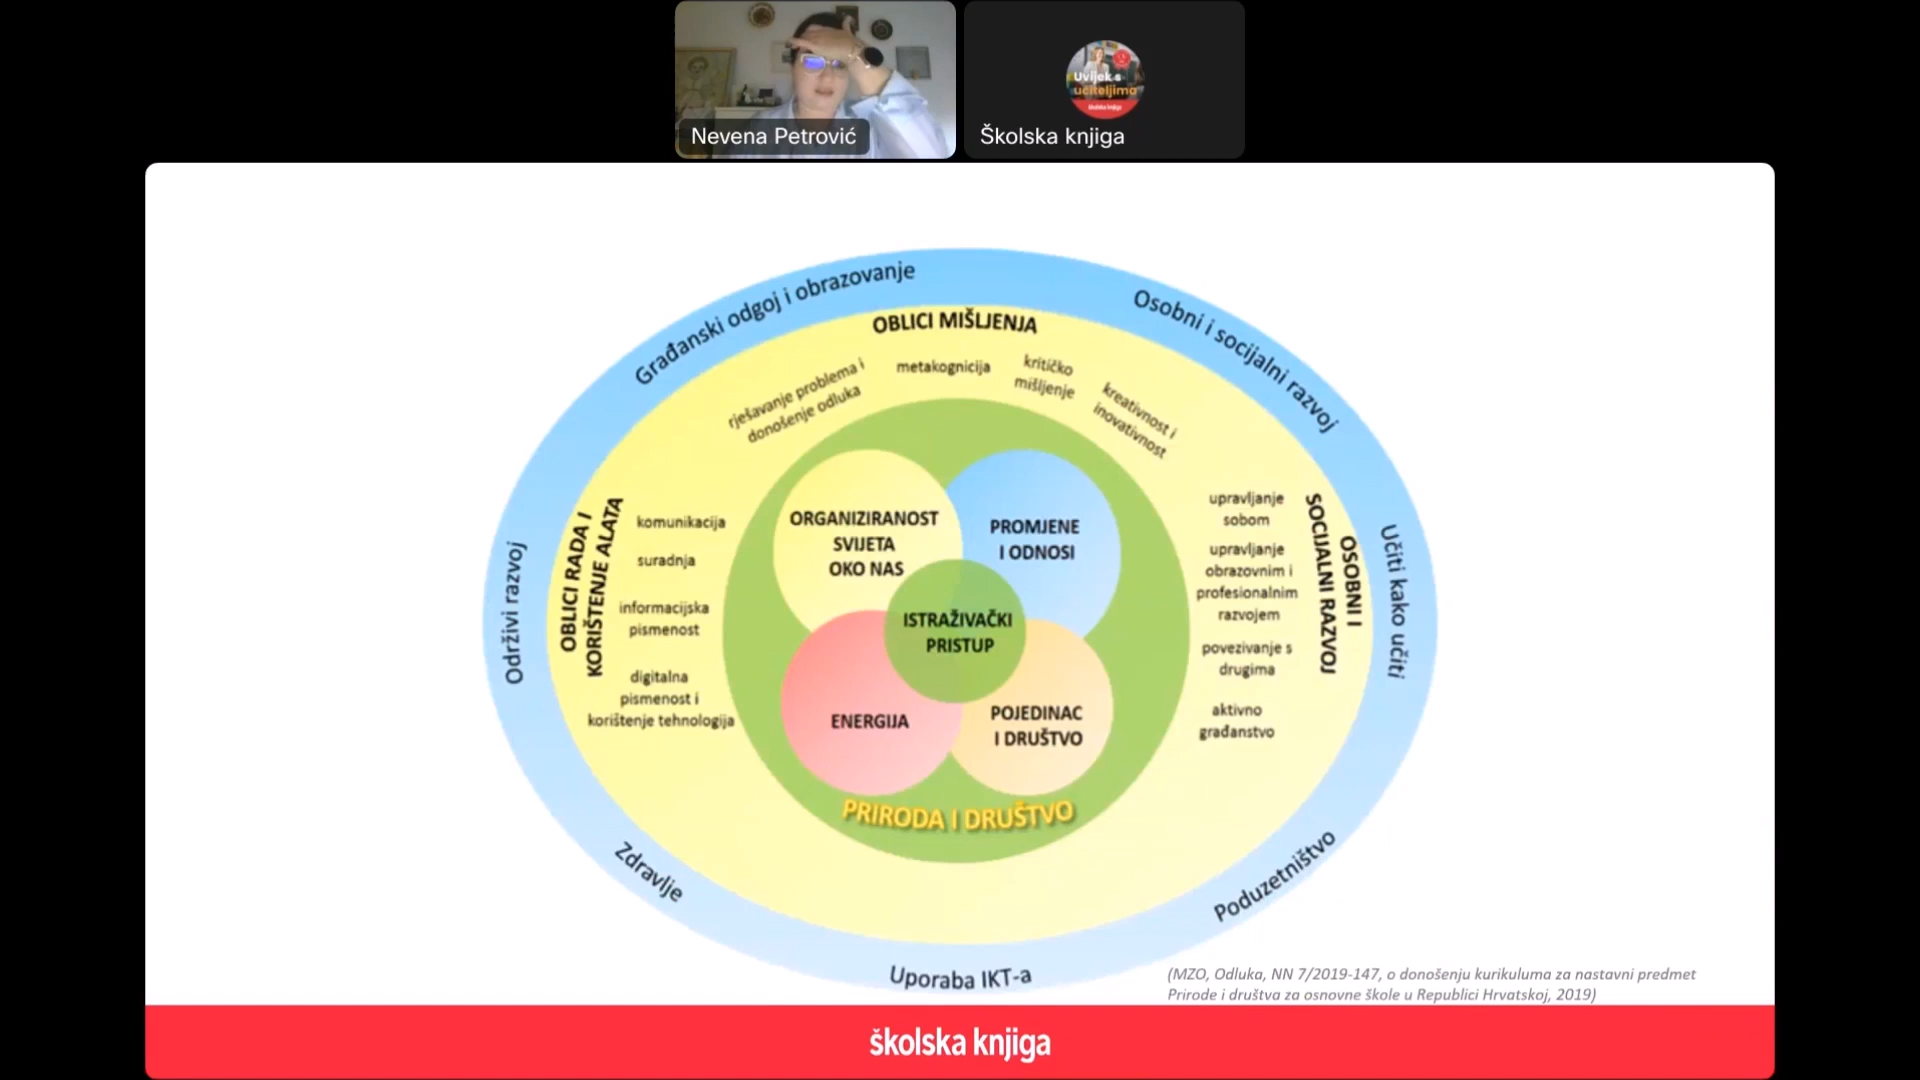 Uvijek s
učiteljima
školska knjiga
Nevena Petrović
Školska knjiga
Građanski odgoj i obrazovanje
Osobni i socijalni razvoj
OBLICI MIŠLJENJA
rješavanje problema i
donošenje odluka
metakognicija
kritičko
mišljenje
kreativnost i
inovativnost
Održivi razvoj
OBLICI RADA I
KORIŠTENJE ALATA
komunikacija
suradnja
informacijska
pismenost
digitalna
pismenost i
korištenje tehnologija
ORGANIZIRANOST
SVIJETA
OKO NAS
PROMJENE
I ODNOSI
ISTRAŽIVAČKI
PRISTUP
ENERGIJA
POJEDINAC
I DRUŠTVO
PRIRODA I DRUŠTVO
upravljanje
sobom
upravljanje
obrazovnim i
profesionalnim
razvojem
povezivanje s
drugima
aktivno
građanstvo
OSOBNI I
SOCIJALNI RAZVOJ
Učiti kako učiti
Zdravlje
Uporaba IKT-a
Poduzetništvo
(MZO, Odluka, NN 7/2019-147, o donošenju kurikuluma za nastavni predmet
Prirode i društva za osnovne škole u Republici Hrvatskoj, 2019)
školska knjiga